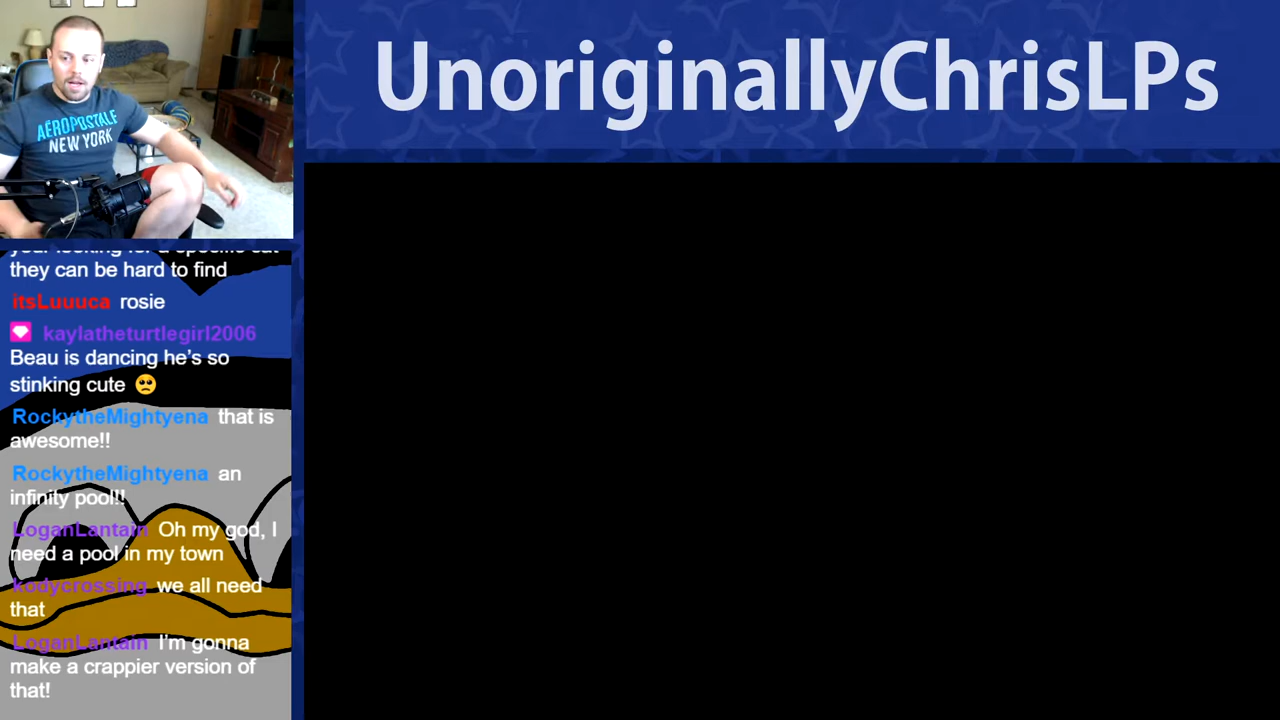 UnoriginallyChrisLPs
AÉROPOSTALE
NEW YORK
they can be hard to find
itsLuuuca rosie
kaylatheturtlegirl2006
Beau is dancing he's so
stinking cute 🥺
RockytheMightyena that is
awesome!!
RockytheMightyena an
infinity pool!!
LoganLantain Oh my god, I
need a pool in my town
kodycrossing we all need
that
LoganLantain I'm gonna
make a crappier version of
that!